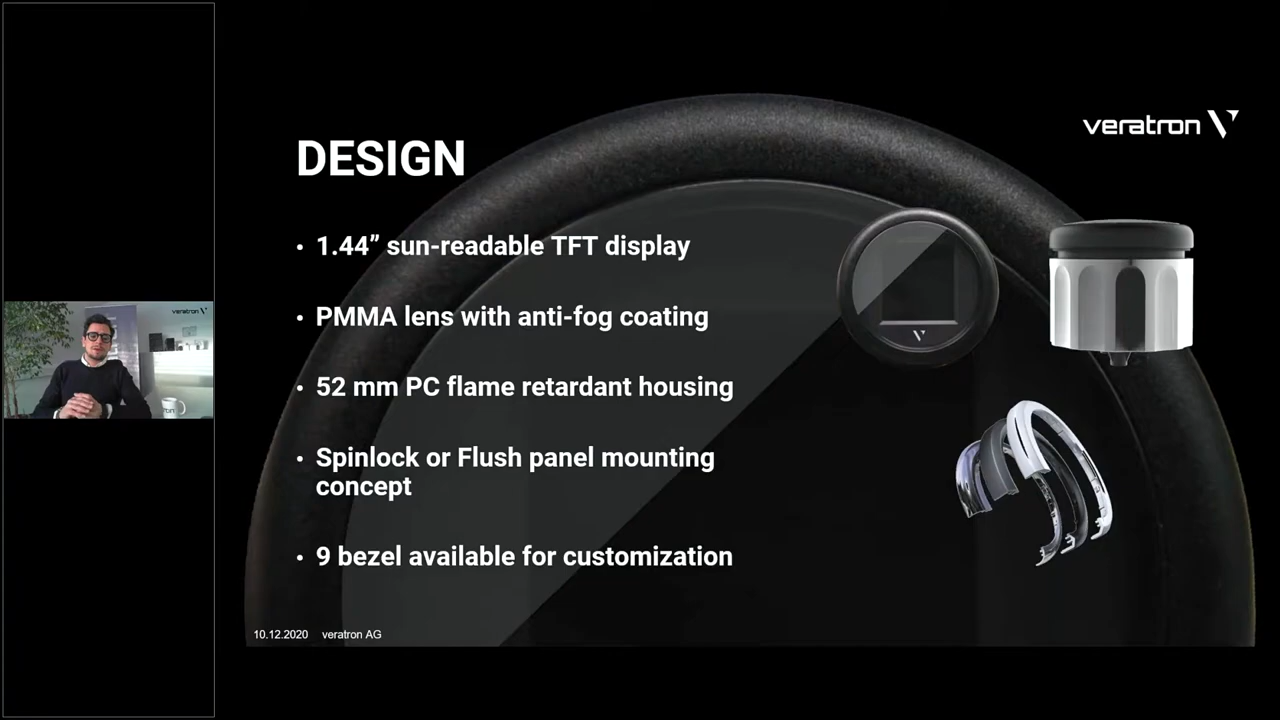 veratron
DESIGN
• 1.44” sun-readable TFT display
• PMMA lens with anti-fog coating
• 52 mm PC flame retardant housing
• Spinlock or Flush panel mounting
concept
• 9 bezel available for customization
10.12.2020 veratron AG
veratron